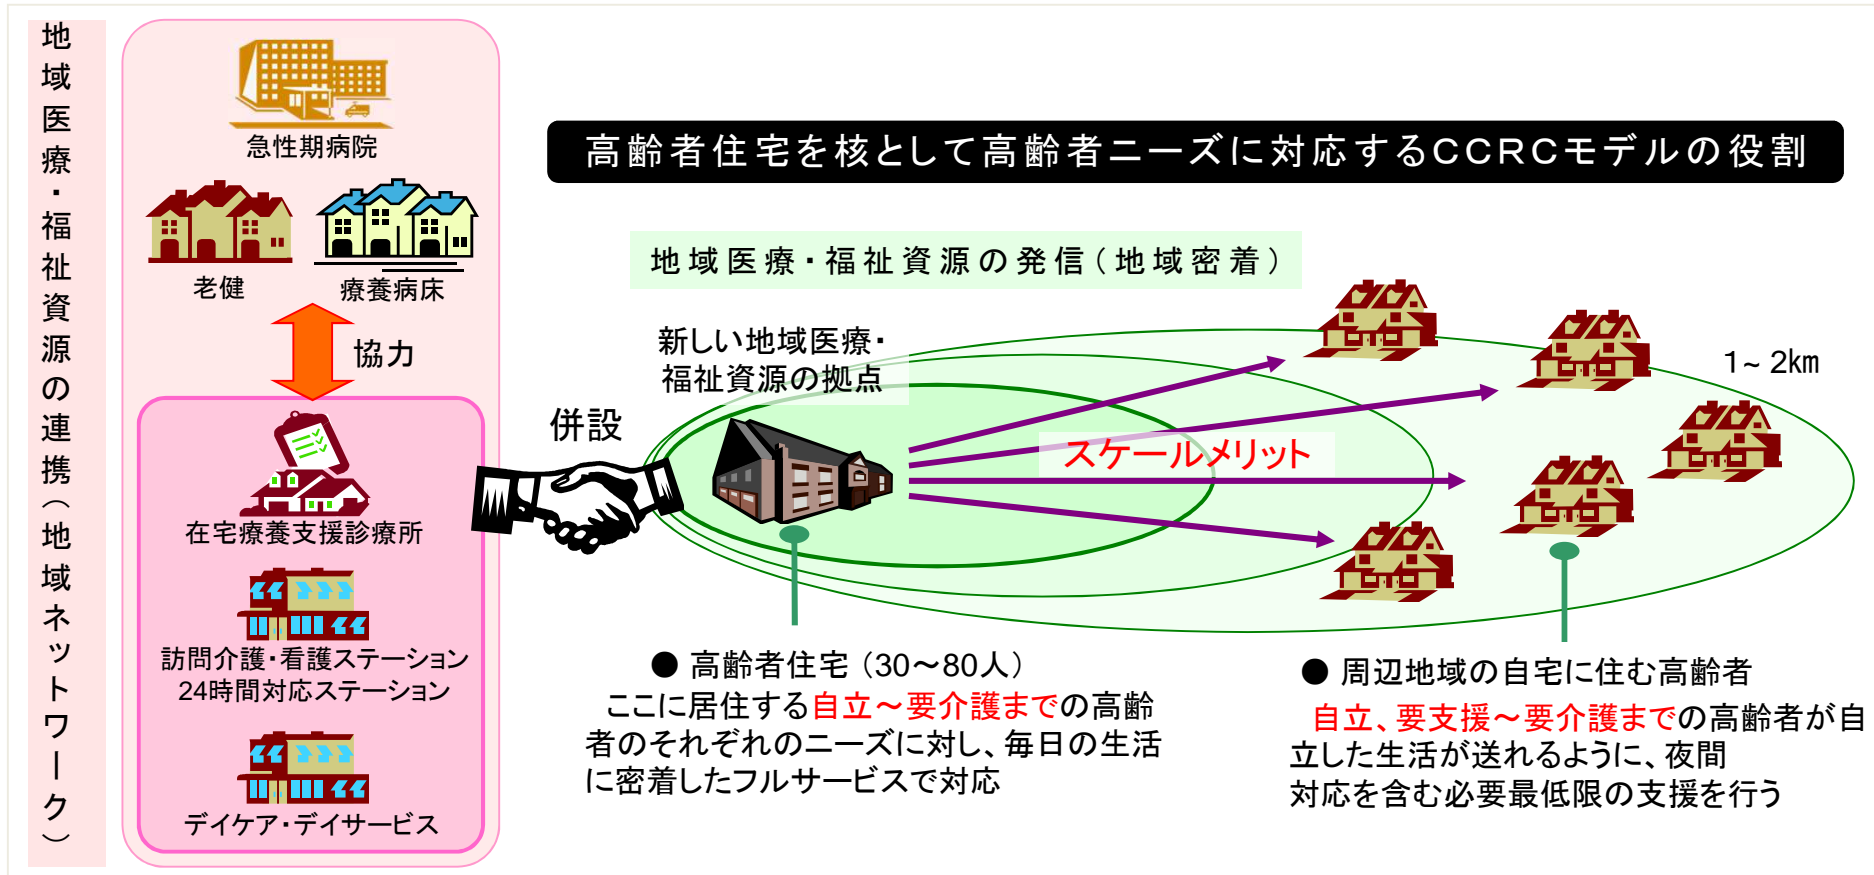 地域医療・福祉資源の連携（地域ネットワーク）
急性期病院
老健
療養病床
協力
在宅療養支援診療所
訪問介護・看護ステーション
24時間対応ステーション
デイケア・デイサービス
高齢者住宅を核として高齢者ニーズに対応するCCRCモデルの役割
地域医療・福祉資源の発信（地域密着）
新しい地域医療・
福祉資源の拠点
1~ 2㎞
併設
スケールメリット
● 高齢者住宅（30～80人）
ここに居住する自立～要介護までの高齢
者のそれぞれのニーズに対し、毎日の生活
に密着したフルサービスで対応
● 周辺地域の自宅に住む高齢者
自立、要支援～要介護までの高齢者が自
立した生活が送れるように、夜間
対応を含む必要最低限の支援を行う